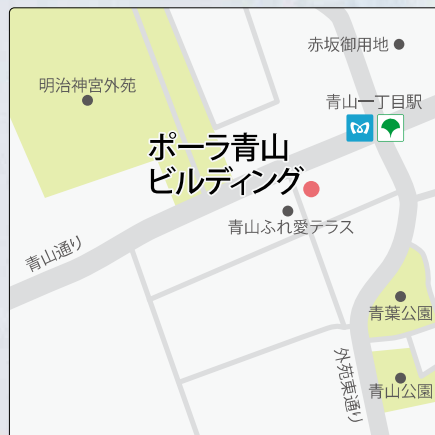 赤坂御用地
明治神宮外苑
青山一丁目駅
ポーラ青山
ビルディング
青山ふれ愛テラス
青山通り
青葉公園
外苑東通り
青山公園